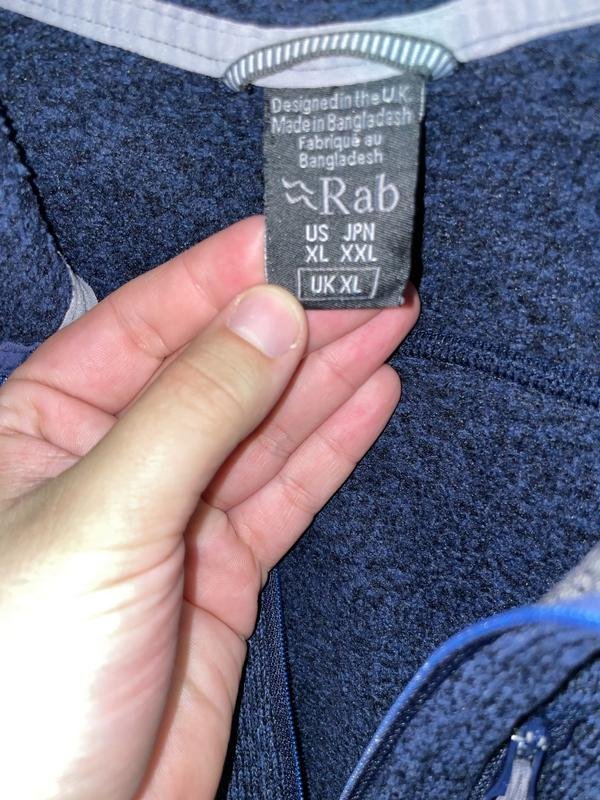 Designed in the U.K.
Made in Bangladesh
Fabriqué au
Bangladesh
Rab
US JPN
XL XXL
UK XL